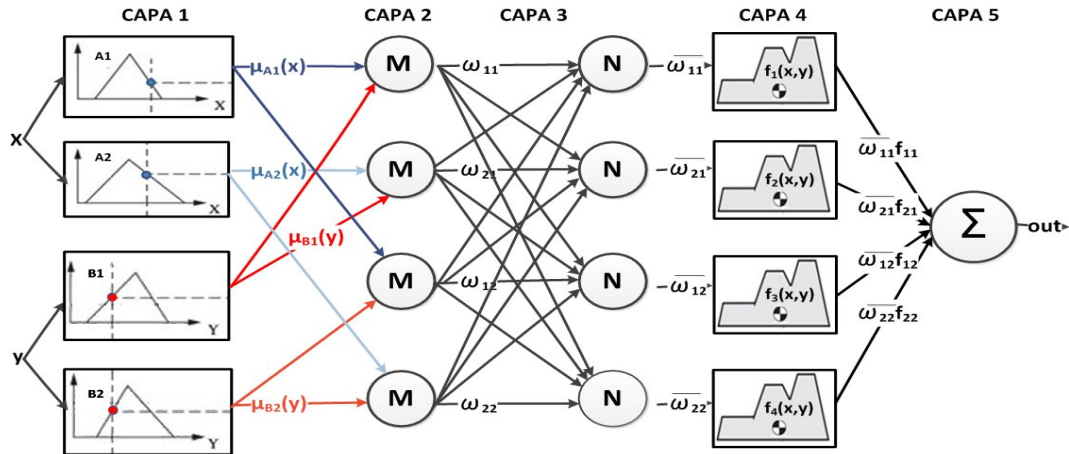 CAPA 1 CAPA 2 CAPA 3 CAPA 4 CAPA 5
A1
X
μA1(x)
M
ω11
N
ω11
f1(x,y)
ω11f11
x
A2
X
μA2(x)
M
ω21
N
ω21
f2(x,y)
ω21f21
Σ
out
B1
Y
μB1(y)
M
ω12
N
ω12
f3(x,y)
ω12f12
y
B2
Y
μB2(y)
M
ω22
N
ω22
f4(x,y)
ω22f22